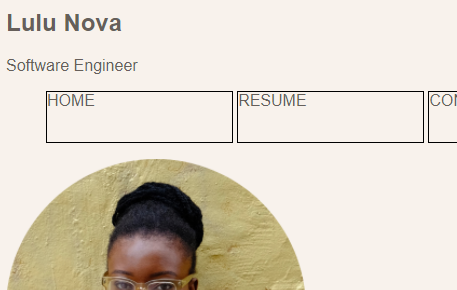 Lulu Nova
Software Engineer
HOME RESUME